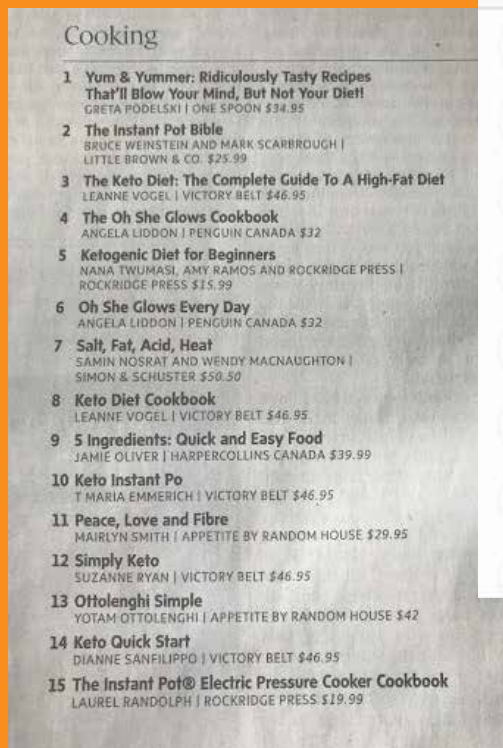 Cooking
1 Yum & Yummer: Ridiculously Tasty Recipes
That'll Blow Your Mind, But Not Your Diet!
GRETA PODELSKI | ONE SPOON $34.95
2 The Instant Pot Bible
BRUCE WEINSTEIN AND MARK SCARBROUGH |
LITTLE BROWN & CO. $25.99
3 The Keto Diet: The Complete Guide To A High-Fat Diet
LEANNE VOGEL | VICTORY BELT $46.95
4 The Oh She Glows Cookbook
ANGELA LIDDON | PENGUIN CANADA $32
5 Ketogenic Diet for Beginners
NANA TWUMASI, AMY RAMOS AND ROCKRIDGE PRESS |
ROCKRIDGE PRESS $15.99
6 Oh She Glows Every Day
ANGELA LIDDON | PENGUIN CANADA $32
7 Salt, Fat, Acid, Heat
SAMIN NOSRAT AND WENDY MACNAUGHTON |
SIMON & SCHUSTER $50.50
8 Keto Diet Cookbook
LEANNE VOGEL | VICTORY BELT $46.95
9 5 Ingredients: Quick and Easy Food
JAMIE OLIVER | HARPERCOLLINS CANADA $39.99
10 Keto Instant Po
T MARIA EMMERICH | VICTORY BELT $46.95
11 Peace, Love and Fibre
MAIRLYN SMITH | APPETITE BY RANDOM HOUSE $29.95
12 Simply Keto
SUZANNE RYAN | VICTORY BELT $46.95
13 Ottolenghi Simple
YOTAM OTTOLENGHI | APPETITE BY RANDOM HOUSE $42
14 Keto Quick Start
DIANNE SANFILIPPO | VICTORY BELT $46.95
15 The Instant Pot® Electric Pressure Cooker Cookbook
LAUREL RANDOLPH | ROCKRIDGE PRESS $19.99